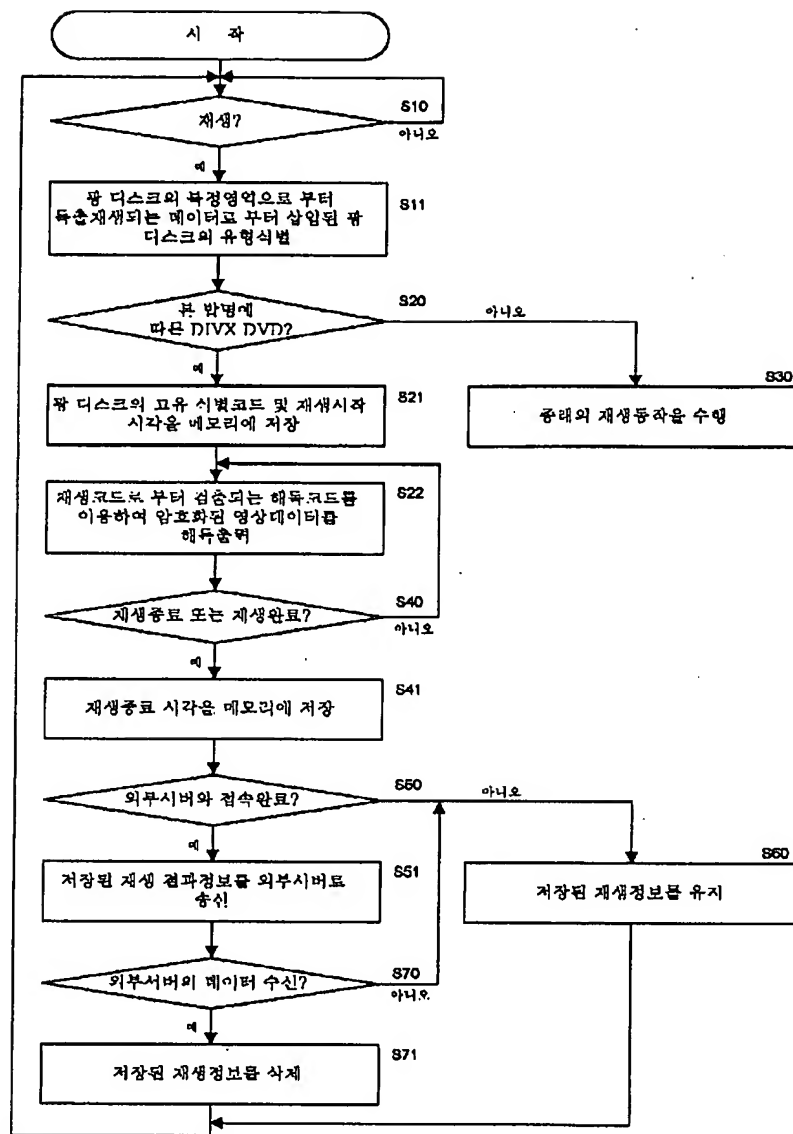 시 작
재생?
S10
아니오
예
광 디스크의 특정영역으로 부터
독출재생되는 데이터로 부터 삽입된 광
디스크의 유형식별
S11
본 발명에
따른 DIVX DVD?
S20
아니오
예
S30
종래의 재생동작을 수행
광 디스크의 고유 식별코드 및 재생시작
시각을 메모리에 저장
S21
재생코드로 부터 검출되는 해독코드를
이용하여 암호화된 영상데이터를
해독출력
S22
재생종료 또는 재생완료?
S40
아니오
예
재생종료 시각을 메모리에 저장
S41
외부서버와 접속완료?
S50
아니오
예
저장된 재생 결과정보를 외부서버로
송신
S51
S60
저장된 재생정보를 유지
외부서버의 데이터 수신?
S70
아니오
예
저장된 재생정보를 삭제
S71